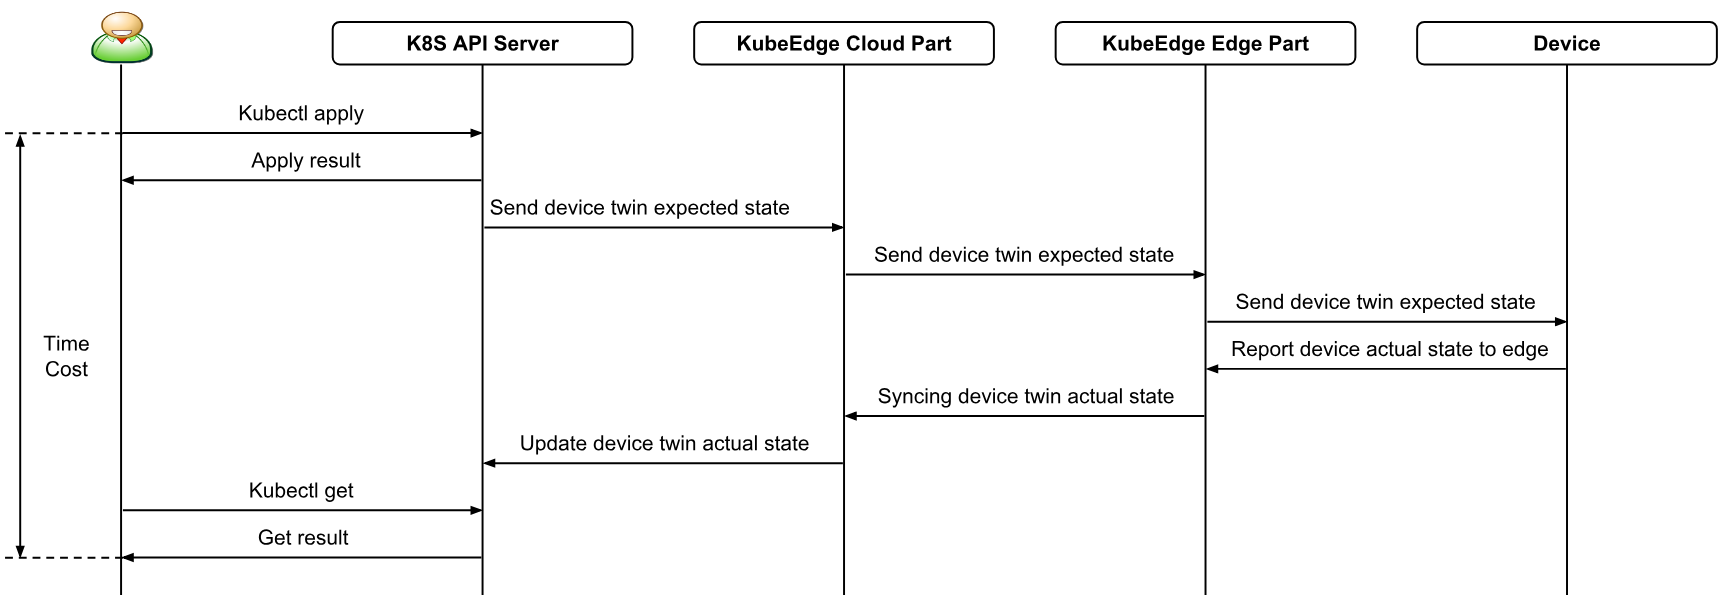 K8S API Server
KubeEdge Cloud Part
KubeEdge Edge Part
Device
Kubectl apply
Apply result
Send device twin expected state
Send device twin expected state
Send device twin expected state
Time
Cost
Report device actual state to edge
Syncing device twin actual state
Update device twin actual state
Kubectl get
Get result